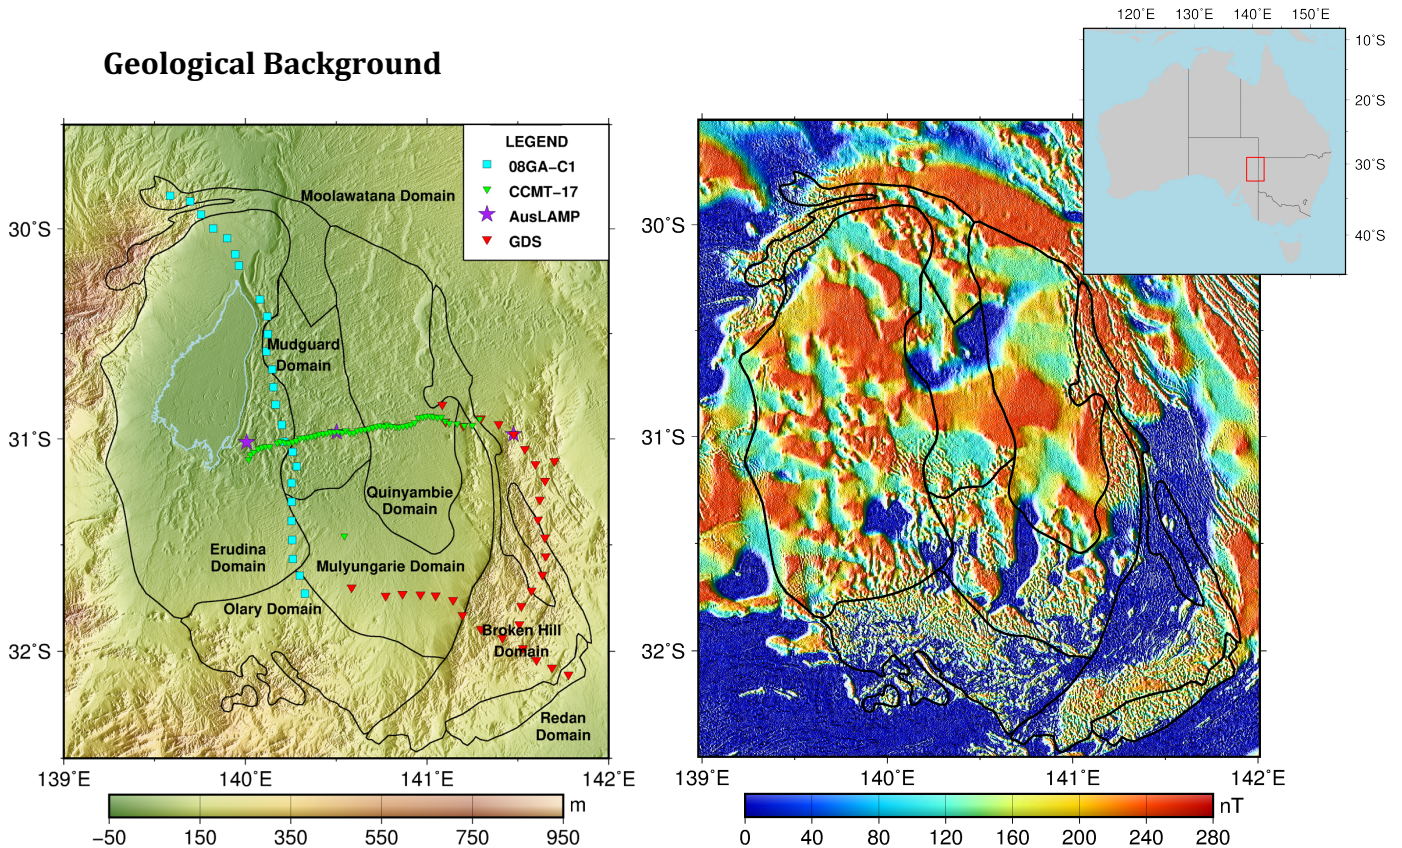 Geological Background
120°E 130°E 140°E 150°E
10°S
20°S
30°S
40°S
LEGEND
08GA-C1
CCMT-17
AusLAMP
GDS
Moolawatana Domain
Mudguard
Domain
Quinyambie
Domain
Erudina
Domain
Mulyungarie Domain
Olary Domain
Broken Hill
Domain
Redan
Domain
30°S
31°S
32°S
139°E 140°E 141°E 142°E
m
-50 150 350 550 750 950
30°S
31°S
32°S
139°E 140°E 141°E 142°E
nT
0 40 80 120 160 200 240 280